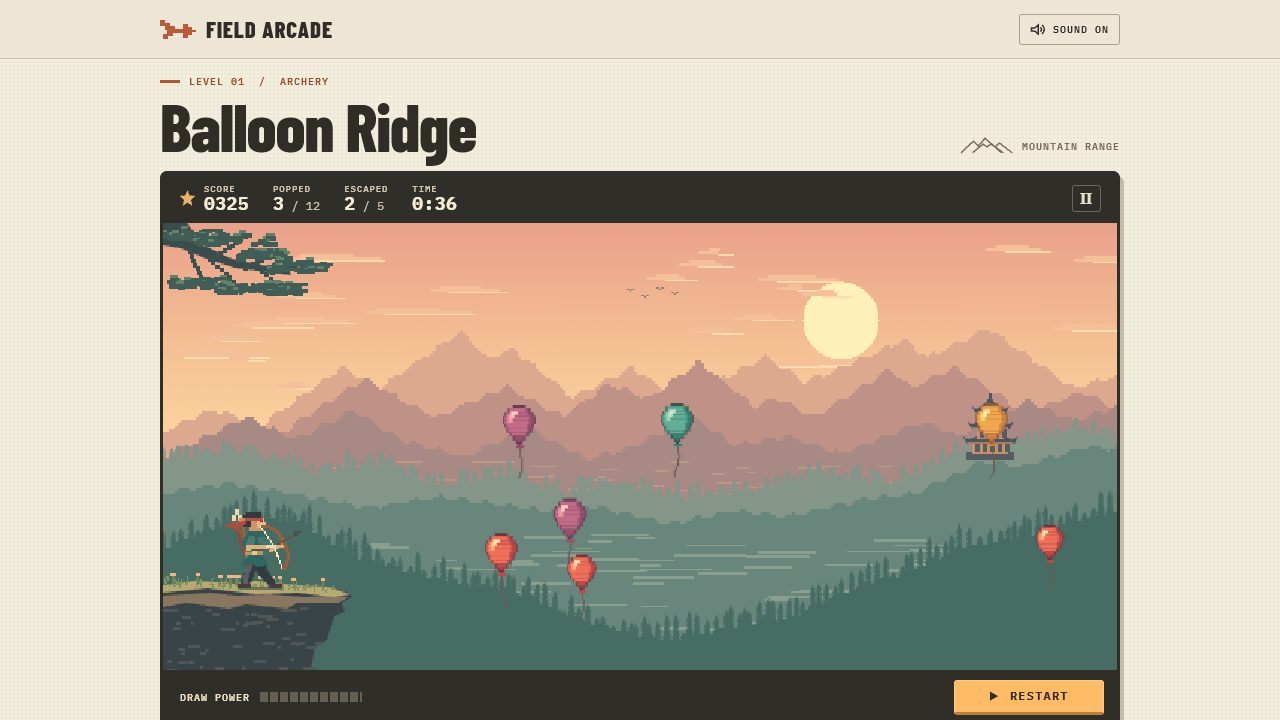 FIELD ARCADE
SOUND ON
LEVEL 01 / ARCHERY
Balloon Ridge
MOUNTAIN RANGE
SCORE POPPED ESCAPED TIME
0325 3 / 12 2 / 5 0:36
DRAW POWER
RESTART